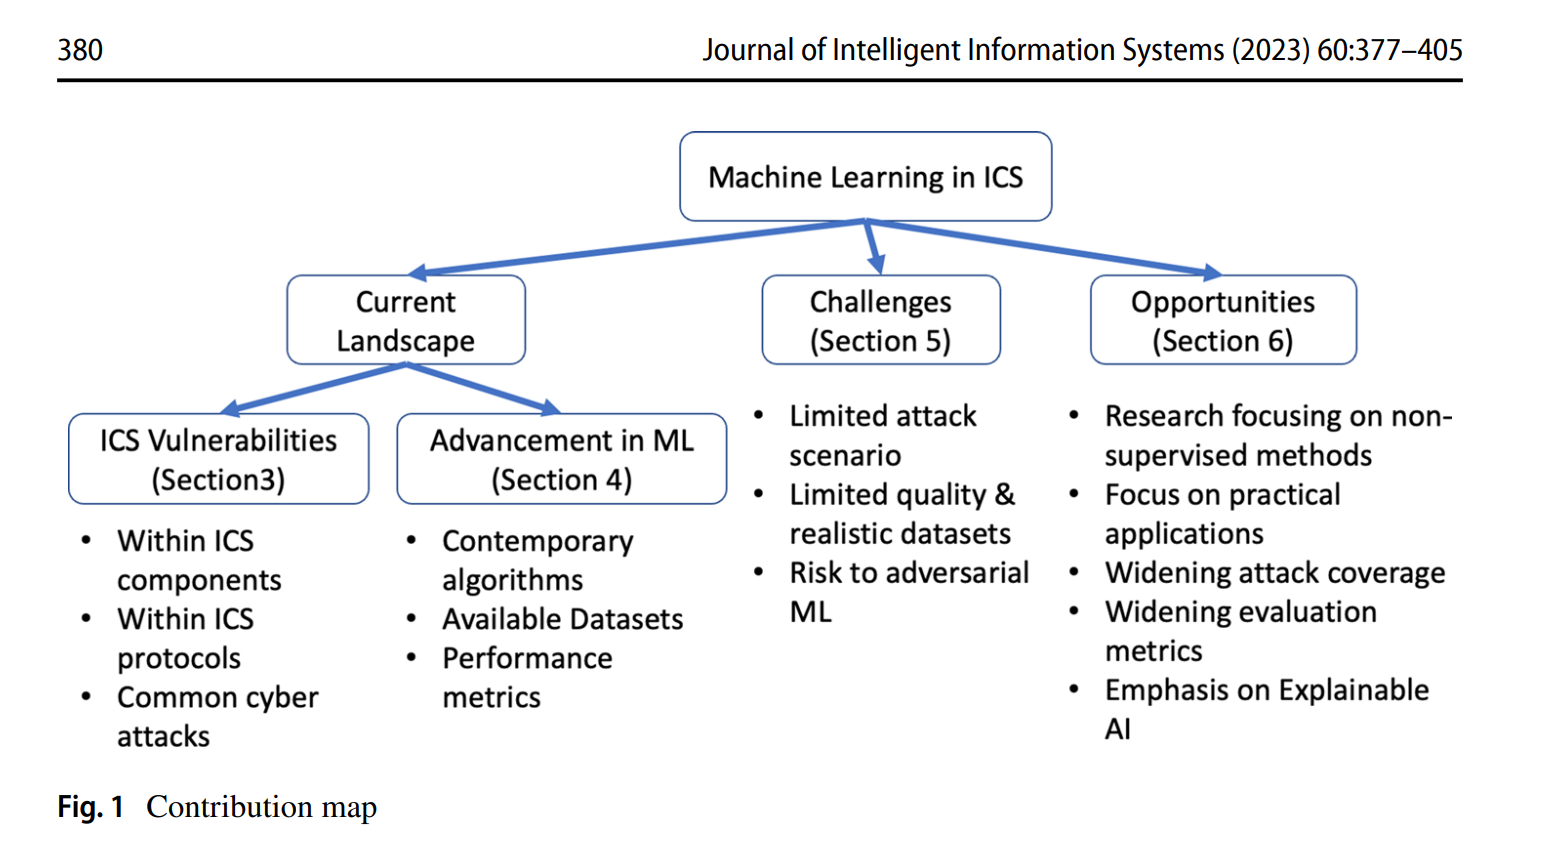 380
Journal of Intelligent Information Systems (2023) 60:377–405
Machine Learning in ICS
Current
Landscape
Challenges
(Section 5)
Opportunities
(Section 6)
ICS Vulnerabilities
(Section3)
• Within ICS
components
• Within ICS
protocols
• Common cyber
attacks
Advancement in ML
(Section 4)
• Contemporary
algorithms
• Available Datasets
• Performance
metrics
• Limited attack
scenario
• Limited quality &
realistic datasets
• Risk to adversarial
ML
• Research focusing on non-
supervised methods
• Focus on practical
applications
• Widening attack coverage
• Widening evaluation
metrics
• Emphasis on Explainable
AI
Fig. 1 Contribution map